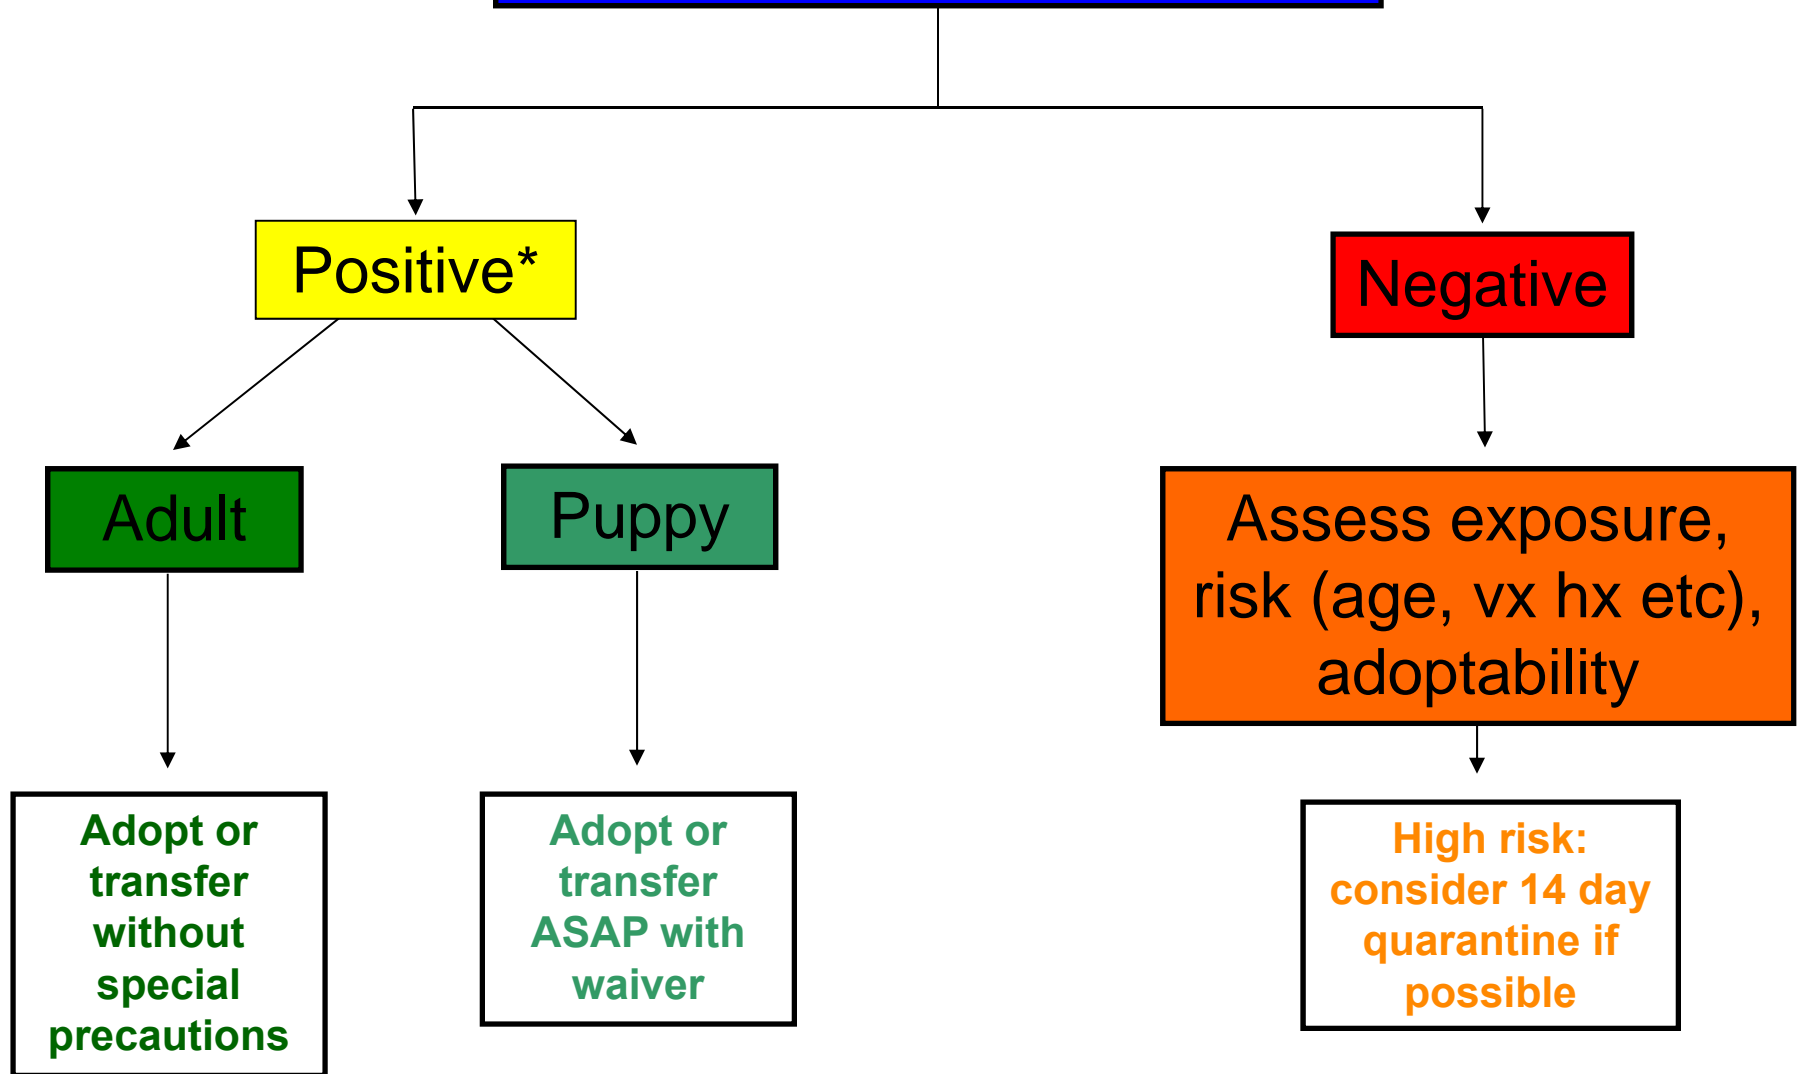 Positive*
Negative
Adult
Puppy
Assess exposure,
risk (age, vx hx etc),
adoptability
Adopt or
transfer
without
special
precautions
Adopt or
transfer
ASAP with
waiver
High risk:
consider 14 day
quarantine if
possible